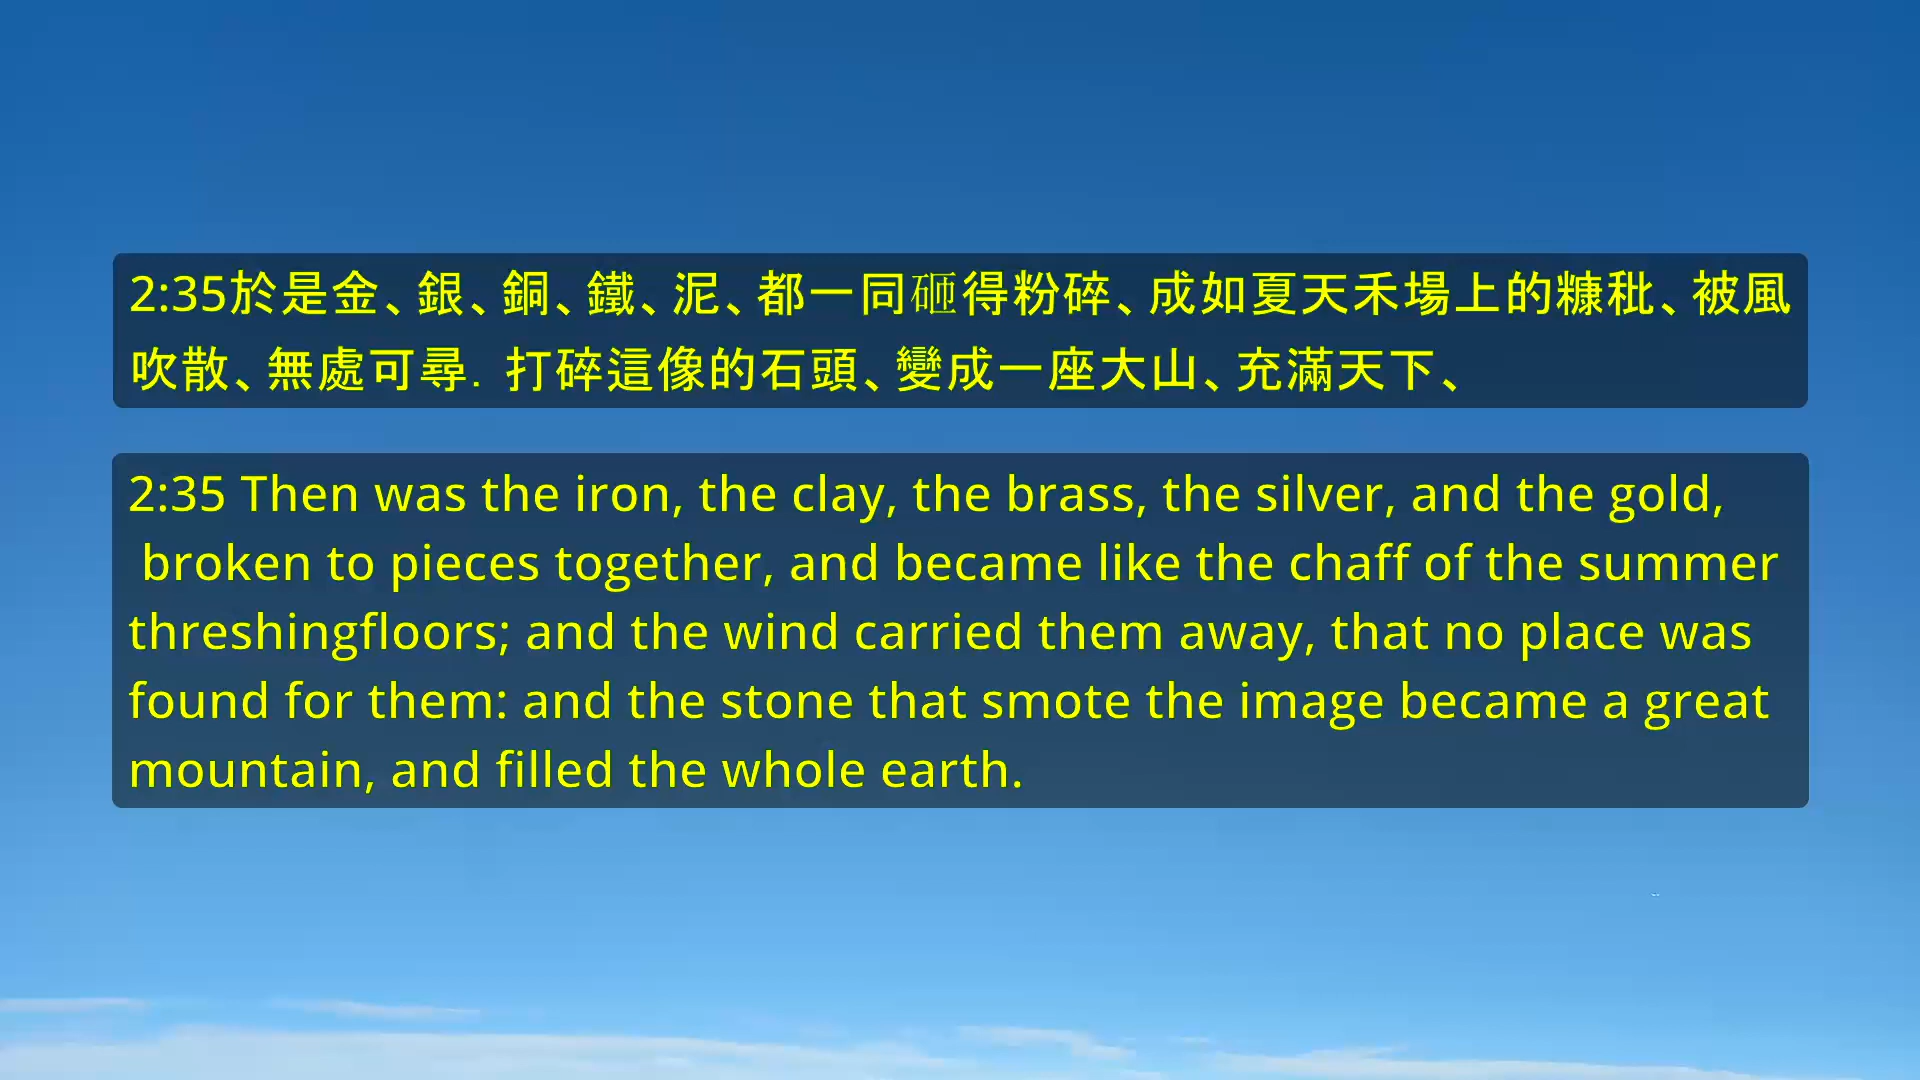 2:35於是金、銀、銅、鐵、泥、都一同砸得粉碎、成如夏天禾場上的糠秕、被風
吹散、無處可尋. 打碎這像的石頭、變成一座大山、充滿天下、
2:35 Then was the iron, the clay, the brass, the silver, and the gold,
broken to pieces together, and became like the chaff of the summer
threshingfloors; and the wind carried them away, that no place was
found for them: and the stone that smote the image became a great
mountain, and filled the whole earth.